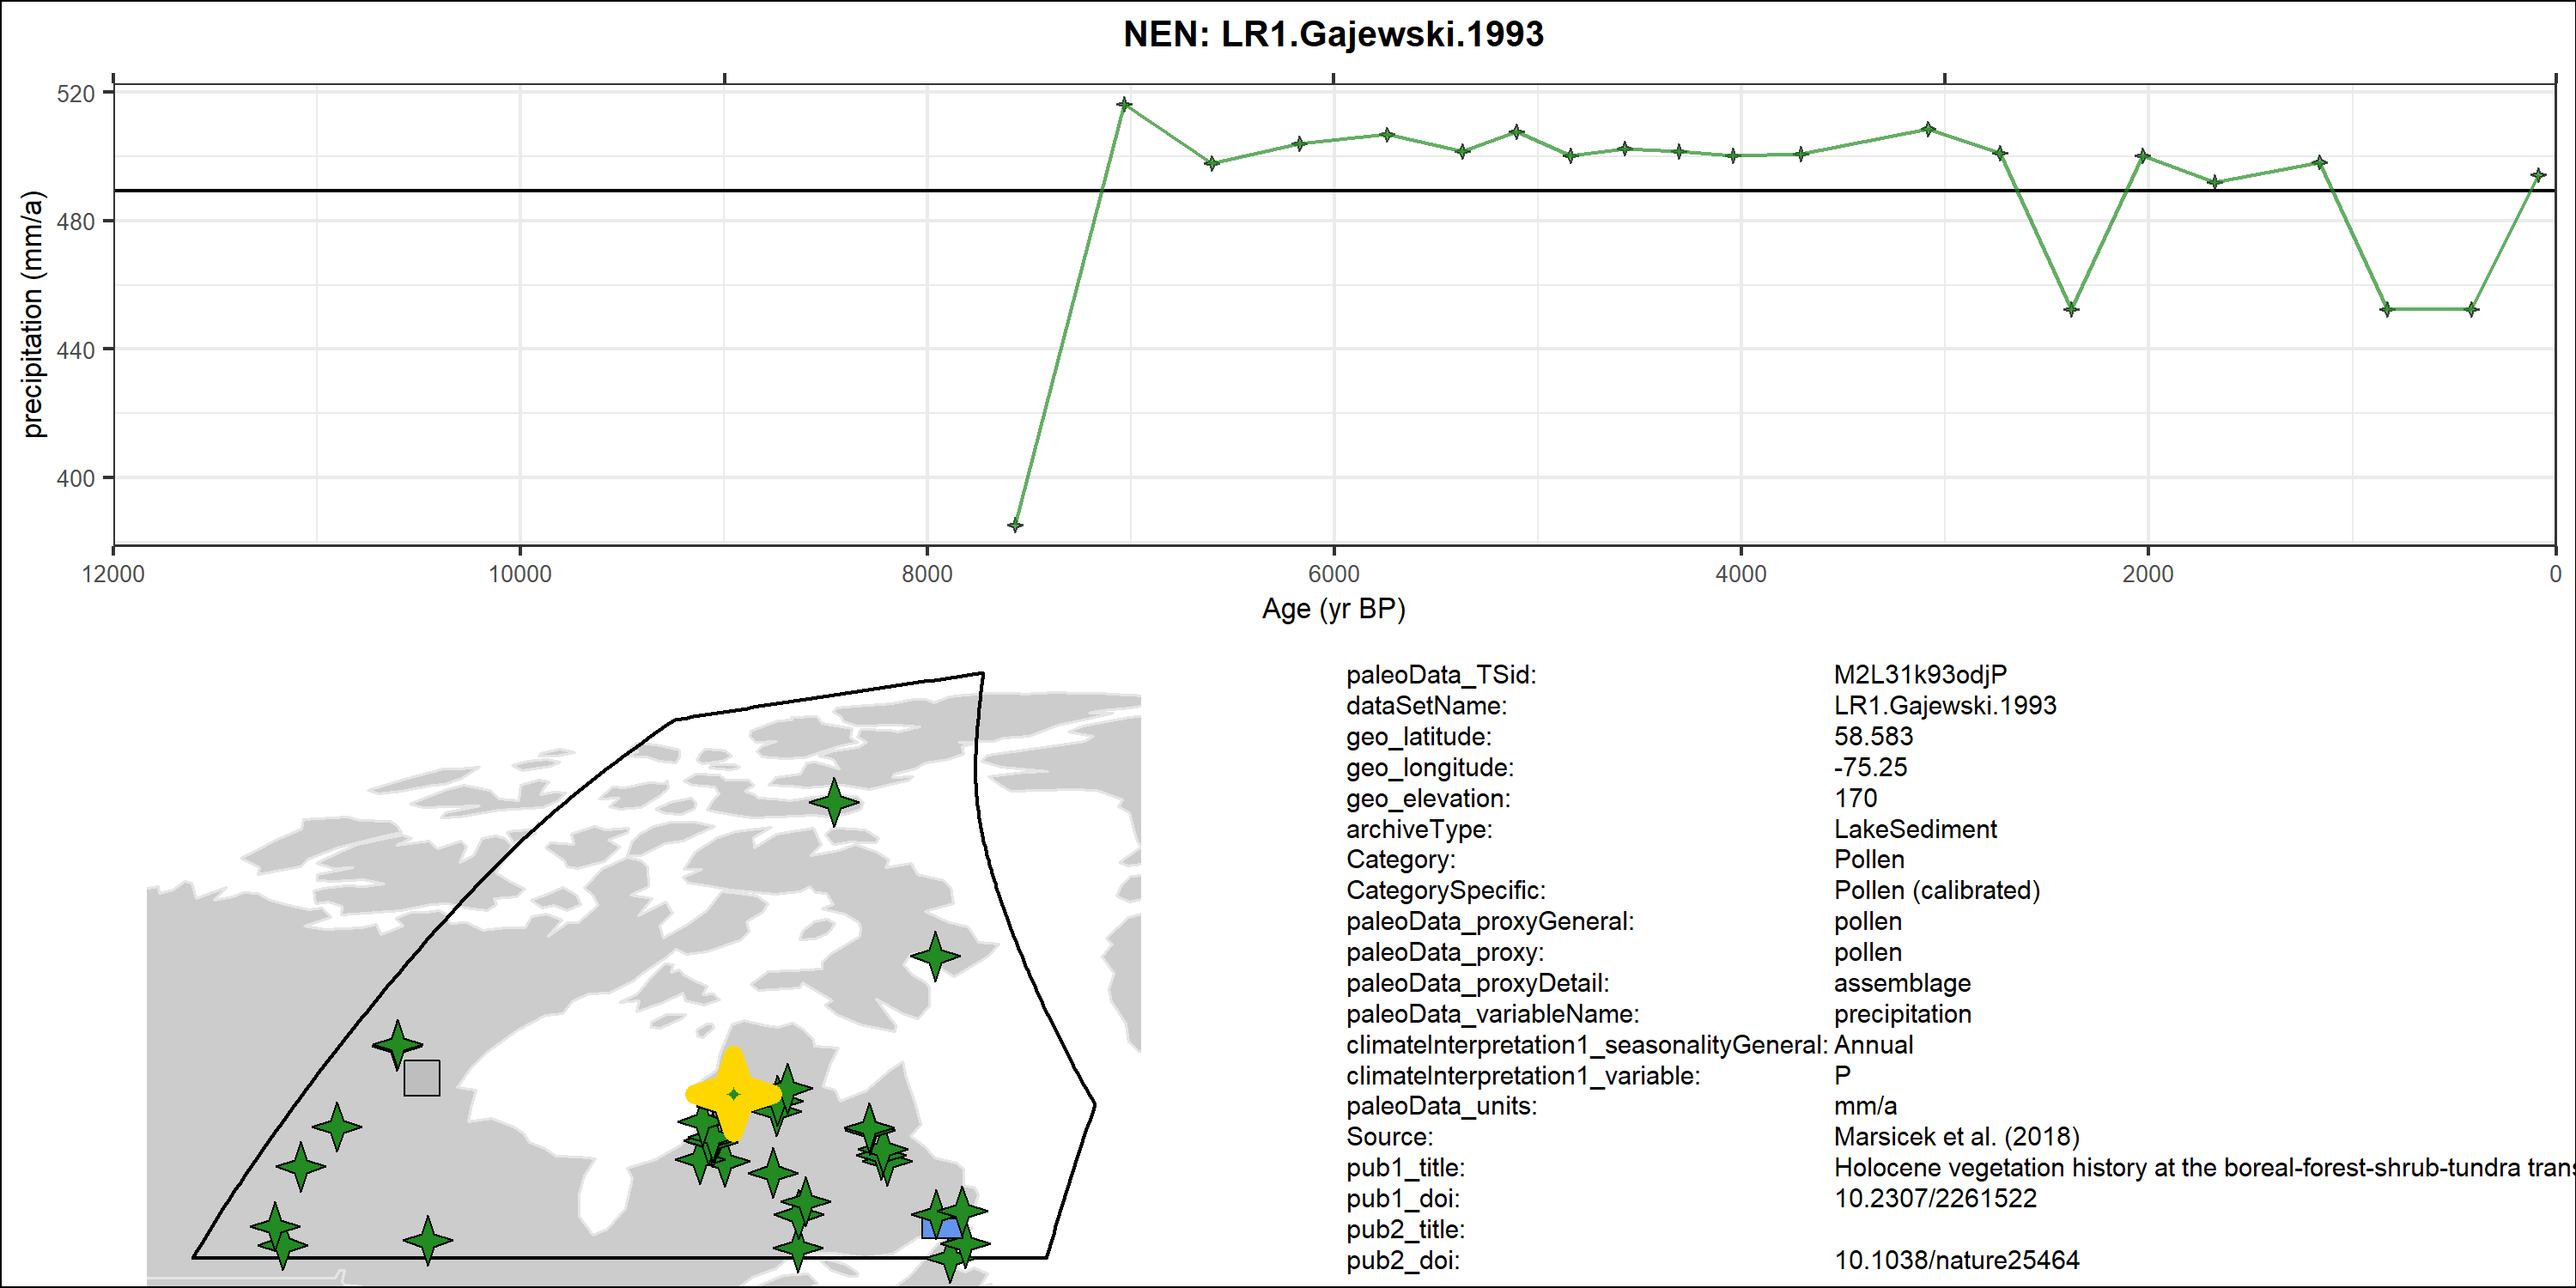 NEN: LR1.Gajewski.1993
520
480
440
400
precipitation (mm/a)
12000 10000 8000 6000 4000 2000 0
Age (yr BP)
paleoData_TSid: M2L31k93odjP
dataSetName: LR1.Gajewski.1993
geo_latitude: 58.583
geo_longitude: -75.25
geo_elevation: 170
archiveType: LakeSediment
Category: Pollen
CategorySpecific: Pollen (calibrated)
paleoData_proxyGeneral: pollen
paleoData_proxy: pollen
paleoData_proxyDetail: assemblage
paleoData_variableName: precipitation
climateInterpretation1_seasonalityGeneral: Annual
climateInterpretation1_variable: P
paleoData_units: mm/a
Source: Marsicek et al. (2018)
pub1_title: Holocene vegetation history at the boreal-forest-shrub-tundra trans
pub1_doi: 10.2307/2261522
pub2_title:
pub2_doi: 10.1038/nature25464